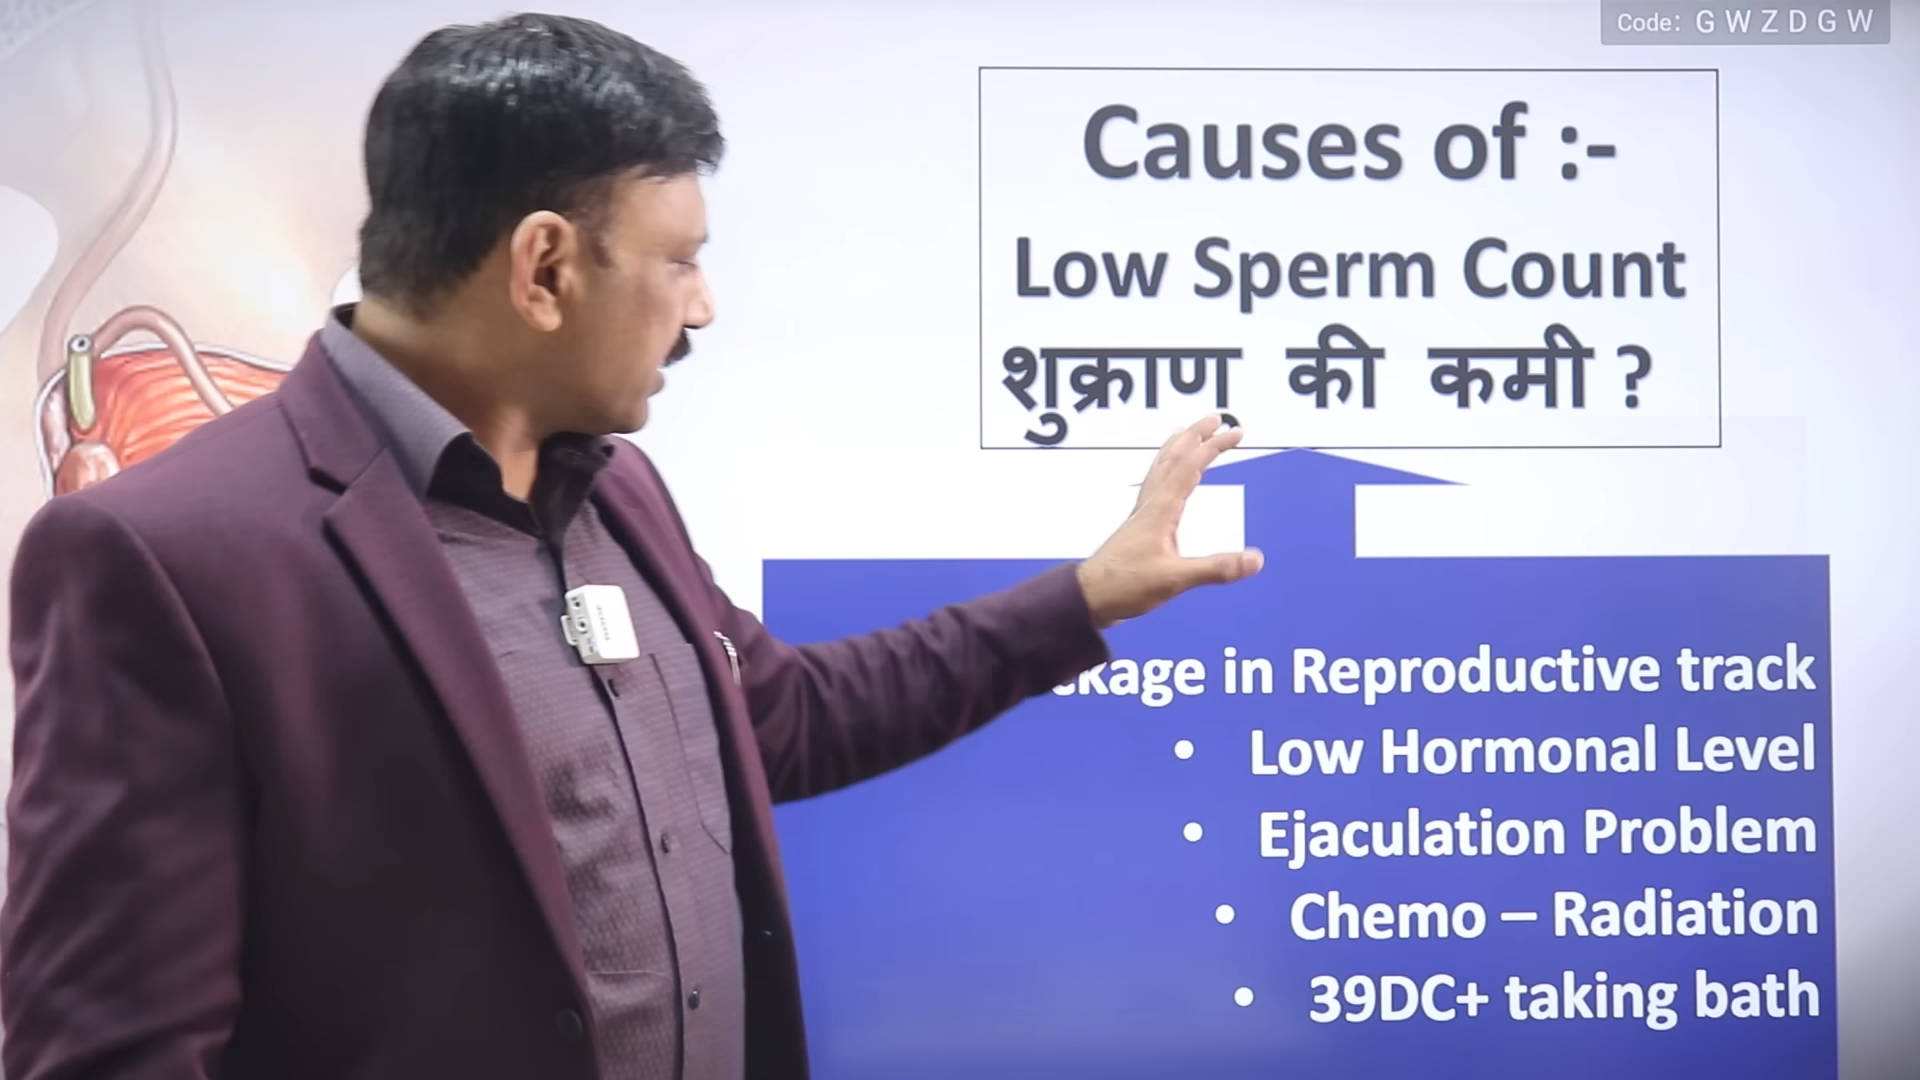 Code: G W Z D G W
Causes of :-
Low Sperm Count
शुक्राणु की कमी ?
in Reproductive track
• Low Hormonal Level
• Ejaculation Problem
• Chemo – Radiation
• 39DC+ taking bath